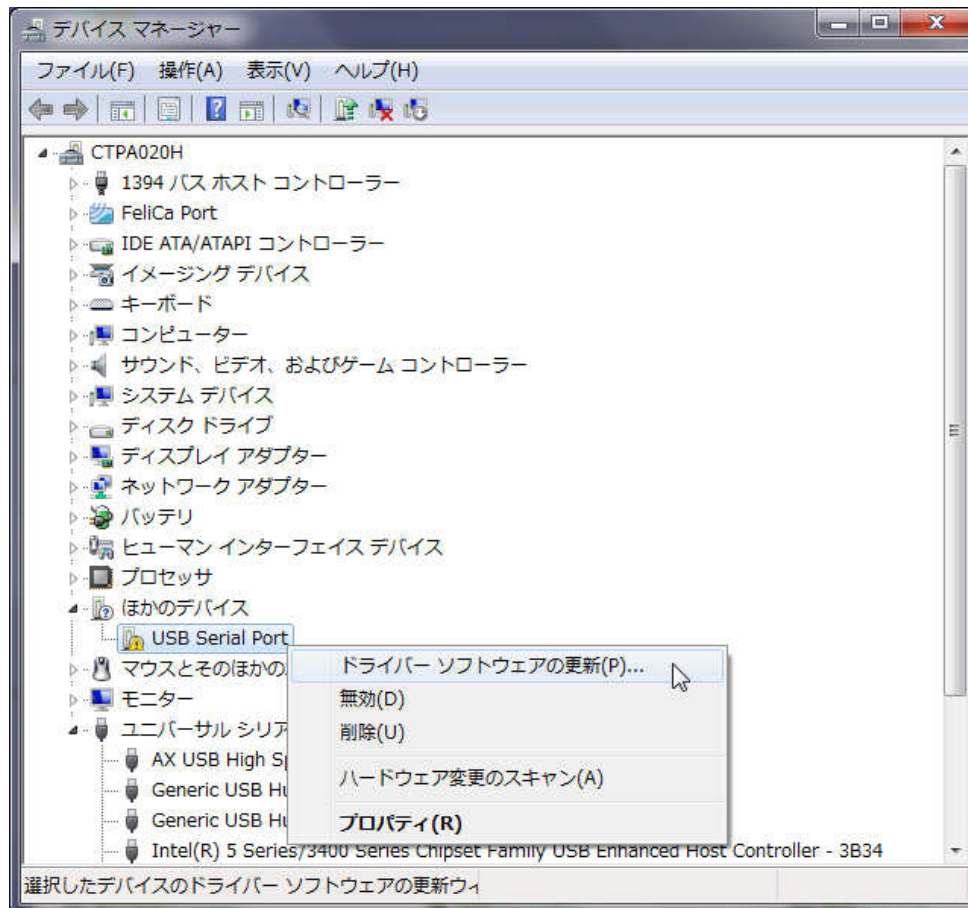 デバイス マネージャー
ファイル(F) 操作(A) 表示(V) ヘルプ(H)
CTPA020H
1394 バス ホスト コントローラー
FeliCa Port
IDE ATA/ATAPI コントローラー
イメージング デバイス
キーボード
コンピューター
サウンド、ビデオ、およびゲーム コントローラー
システム デバイス
ディスク ドライブ
ディスプレイ アダプター
ネットワーク アダプター
バッテリ
ヒューマン インターフェイス デバイス
プロセッサ
ほかのデバイス
USB Serial Port
マウスとそのほかの
モニター
ユニバーサル シリア
AX USB High S
Generic USB Hu
Generic USB Hu
Intel(R) 5 Series/3400 Series Chipset Family USB Enhanced Host Controller - 3B34
ドライバー ソフトウェアの更新(P)...
無効(D)
削除(U)
ハードウェア変更のスキャン(A)
プロパティ(R)
選択したデバイスのドライバー ソフトウェアの更新ウィ